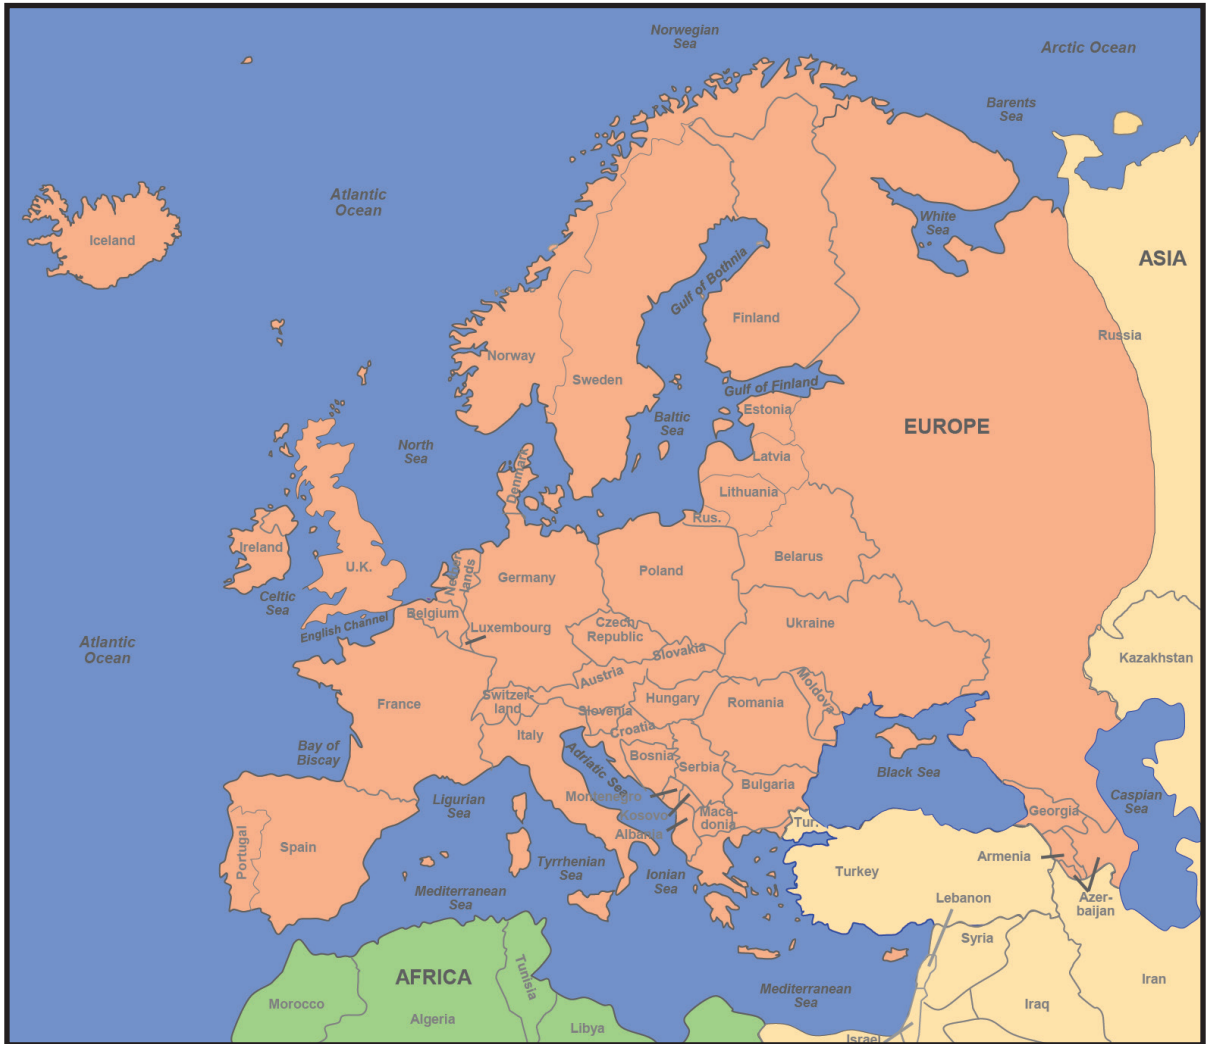 Norwegian
Sea
Arctic Ocean
Barents
Sea
Atlantic
Ocean
White
Sea
Iceland
ASIA
Gulf of Bothnia
Finland
Russia
Norway
Sweden
Gulf of Finland
Estonia
Baltic
Sea
EUROPE
North
Sea
Latvia
Denmark
Lithuania
Rus.
Ireland
U.K.
Belarus
Nether
lands
Germany
Poland
Celtic
Sea
English Channel
Belgium
Luxembourg
Czech
Republic
Ukraine
Atlantic
Ocean
Slovakia
Kazakhstan
Austria
Moldova
France
Switzer-
land
Hungary
Romania
Slovenia
Croatia
Italy
Bay of
Biscay
Adriatic Sea
Bosnia
Serbia
Black Sea
Bulgaria
Montenegro
Ligurian
Sea
Caspian
Sea
Kosovo
Mace-
donia
Georgia
Tur.
Albania
Portugal
Spain
Armenia
Tyrrhenian
Sea
Ionian
Sea
Turkey
Mediterranean
Sea
Lebanon
Azer-
baijan
Syria
AFRICA
Tunisia
Iran
Mediterranean
Sea
Morocco
Iraq
Algeria
Libya
Israel